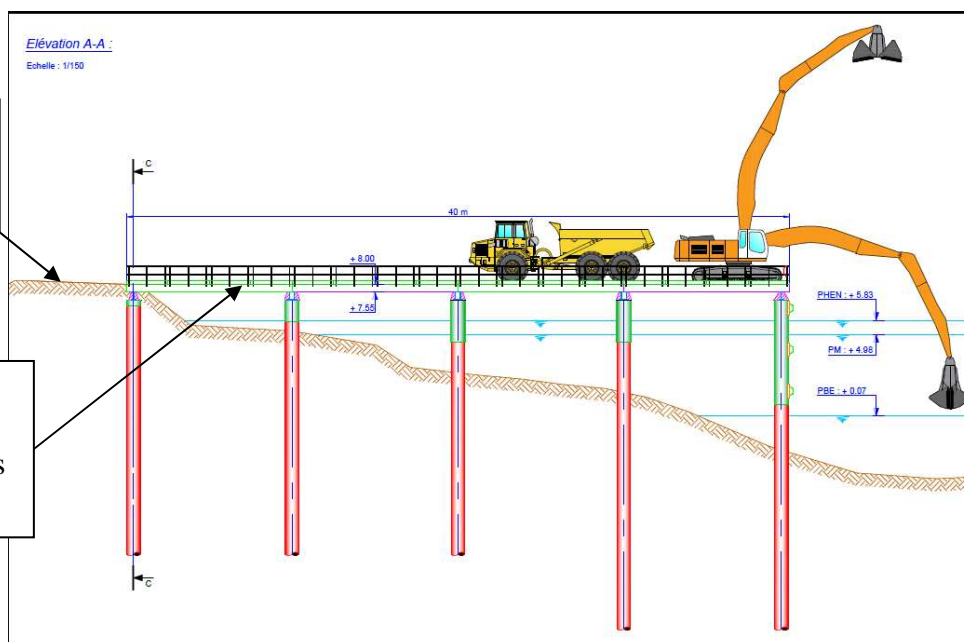 Elévation A-A :
Echelle : 1/150
C
40 m
+ 8.00
+ 7.55
PHEN : + 5.83
PM : + 4.98
PBE : + 0.07
s
C